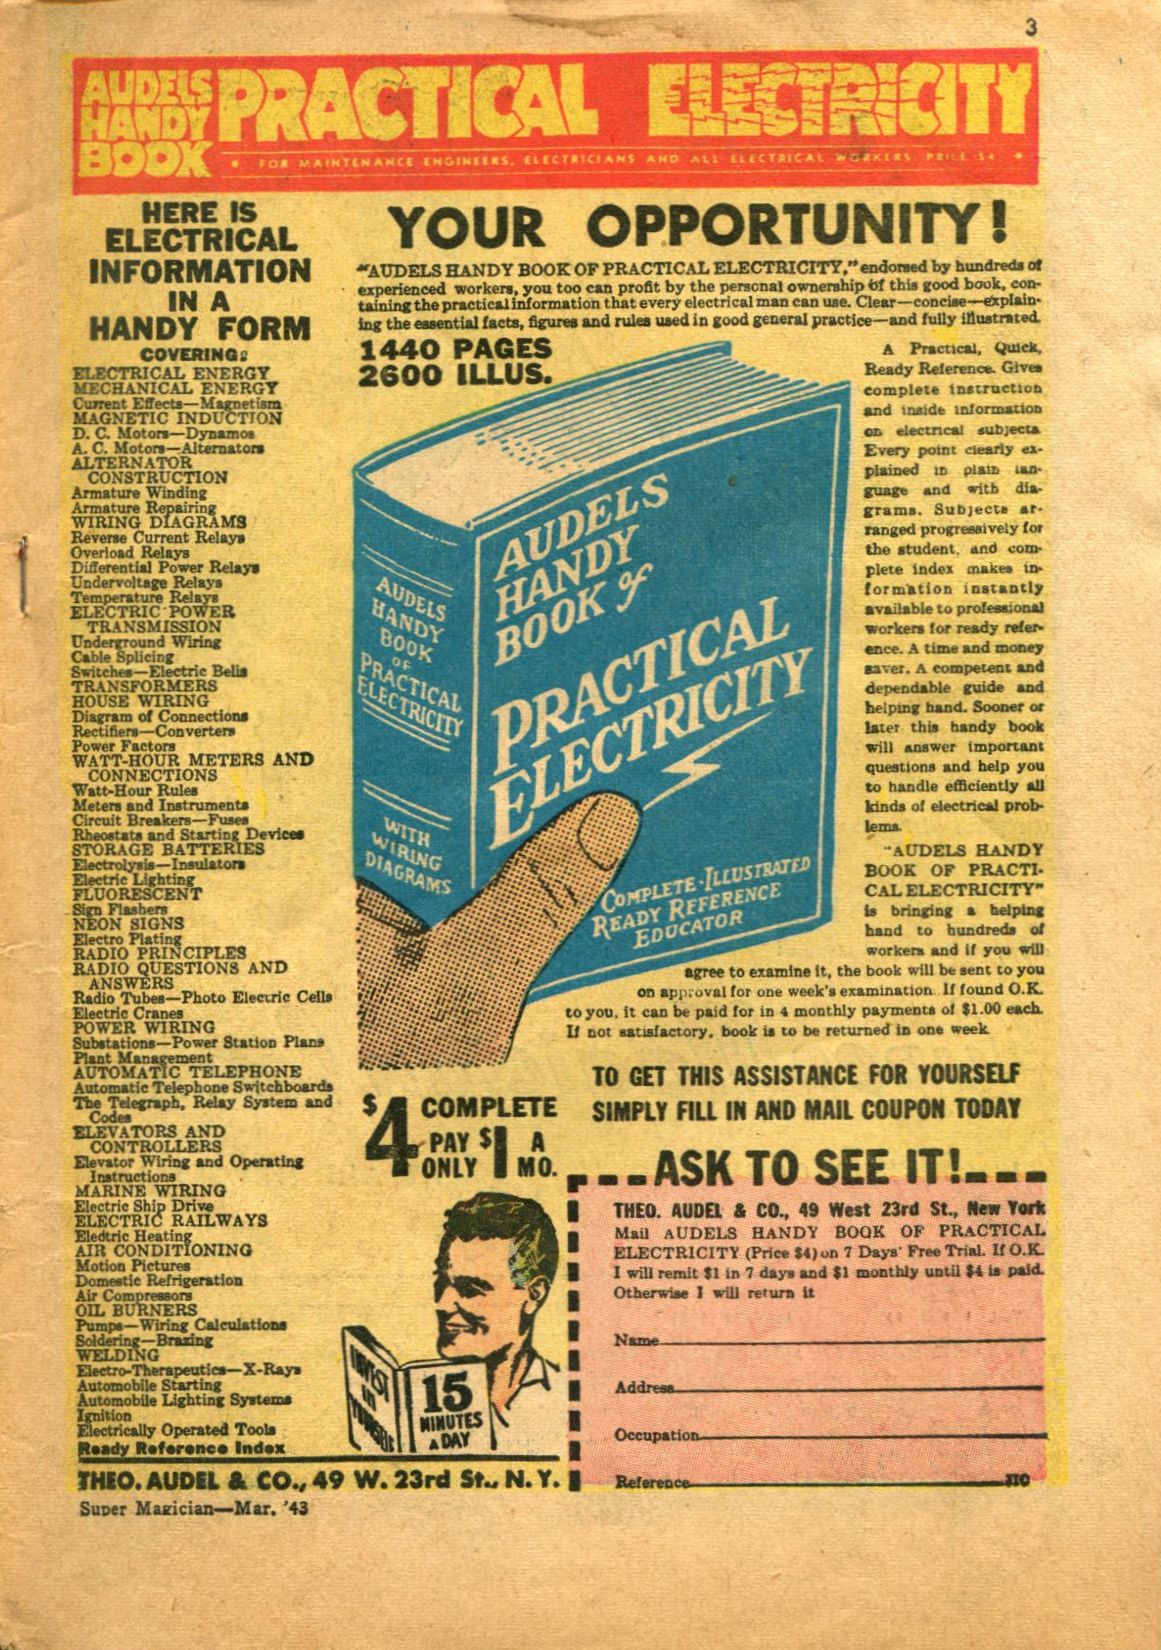 3
AUDELS
HANDY
BOOK
PRACTICAL ELECTRICITY
• FOR MAINTENANCE ENGINEERS, ELECTRICIANS AND ALL ELECTRICAL WORKERS. PRICE $4 •
HERE IS
ELECTRICAL
INFORMATION
IN A
HANDY FORM
COVERING:
ELECTRICAL ENERGY
MECHANICAL ENERGY
Current Effects—Magnetism
MAGNETIC INDUCTION
D. C. Motors—Dynamos
A. C. Motors—Alternators
ALTERNATOR
CONSTRUCTION
Armature Winding
Armature Repairing
WIRING DIAGRAMS
Reverse Current Relays
Overload Relays
Differential Power Relays
Undervoltage Relays
Temperature Relays
ELECTRIC POWER
TRANSMISSION
Underground Wiring
Cable Splicing
Switches—Electric Bells
TRANSFORMERS
HOUSE WIRING
Diagram of Connections
Rectifiers—Converters
Power Factors
WATT-HOUR METERS AND
CONNECTIONS
Watt-Hour Rules
Meters and Instruments
Circuit Breakers—Fuses
Rheostats and Starting Devices
STORAGE BATTERIES
Electrolysis—Insulators
Electric Lighting
FLUORESCENT
Sign Flashers
NEON SIGNS
Electro Plating
RADIO PRINCIPLES
RADIO QUESTIONS AND
ANSWERS
Radio Tubes—Photo Electric Cells
Electric Cranes
POWER WIRING
Substations—Power Station Plans
Plant Management
AUTOMATIC TELEPHONE
Automatic Telephone Switchboards
The Telegraph, Relay System and
Codes
ELEVATORS AND
CONTROLLERS
Elevator Wiring and Operating
Instructions
MARINE WIRING
Electric Ship Drive
ELECTRIC RAILWAYS
Electric Heating
AIR CONDITIONING
Motion Pictures
Domestic Refrigeration
Air Compressors
OIL BURNERS
Pumps—Wiring Calculations
Soldering—Brazing
WELDING
Electro-Therapeutics—X-Rays
Automobile Starting
Automobile Lighting Systems
Ignition
Electrically Operated Tools
Ready Reference Index
THEO. AUDEL & CO., 49 W. 23rd St., N. Y.
Super Magician—Mar. '43
YOUR OPPORTUNITY!
"AUDELS HANDY BOOK OF PRACTICAL ELECTRICITY," endorsed by hundreds of
experienced workers, you too can profit by the personal ownership of this good book, con-
taining the practical information that every electrical man can use. Clear—concise—explain-
ing the essential facts, figures and rules used in good general practice—and fully illustrated.
1440 PAGES
2600 ILLUS.
AUDELS
HANDY
BOOK
OF
PRACTICAL
ELECTRICITY
WITH
WIRING
DIAGRAMS
AUDELS
HANDY
BOOK of
PRACTICAL
ELECTRICITY
COMPLETE-ILLUSTRATED
READY REFERENCE
EDUCATOR
A Practical, Quick,
Ready Reference. Gives
complete instruction
and inside information
on electrical subjects.
Every point clearly ex-
plained in plain lan-
guage and with dia-
grams. Subjects ar-
ranged progressively for
the student, and com-
plete index makes in-
formation instantly
available to professional
workers for ready refer-
ence. A time and money
saver. A competent and
dependable guide and
helping hand. Sooner or
later this handy book
will answer important
questions and help you
to handle efficiently all
kinds of electrical prob-
lems.
"AUDELS HANDY
BOOK OF PRACTI-
CAL ELECTRICITY"
is bringing a helping
hand to hundreds of
workers and if you will
agree to examine it, the book will be sent to you
on approval for one week's examination. If found O.K.
to you, it can be paid for in 4 monthly payments of $1.00 each.
If not satisfactory, book is to be returned in one week
$4 COMPLETE
PAY ONLY $1 A MO.
TO GET THIS ASSISTANCE FOR YOURSELF
SIMPLY FILL IN AND MAIL COUPON TODAY
INVEST
in
YOURSELF
15
MINUTES
A DAY
ASK TO SEE IT!
THEO. AUDEL & CO., 49 West 23rd St., New York
Mail AUDELS HANDY BOOK OF PRACTICAL
ELECTRICITY (Price $4) on 7 Days' Free Trial. If O.K.
I will remit $1 in 7 days and $1 monthly until $4 is paid.
Otherwise I will return it
Name
Address
Occupation
Reference